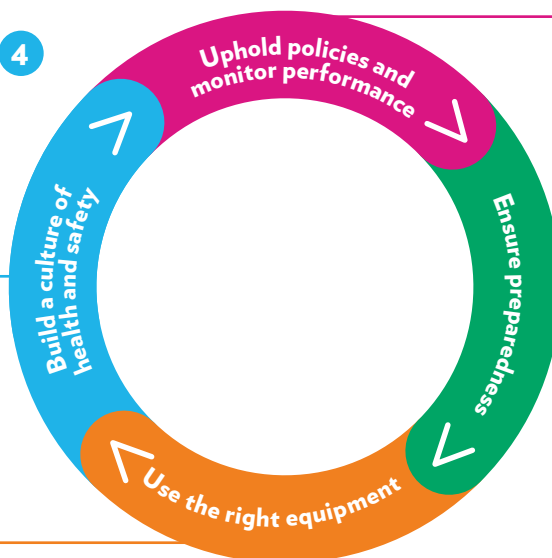 4
Uphold policies and
monitor performance
Ensure preparedness
Use the right equipment
Build a culture of
health and safety